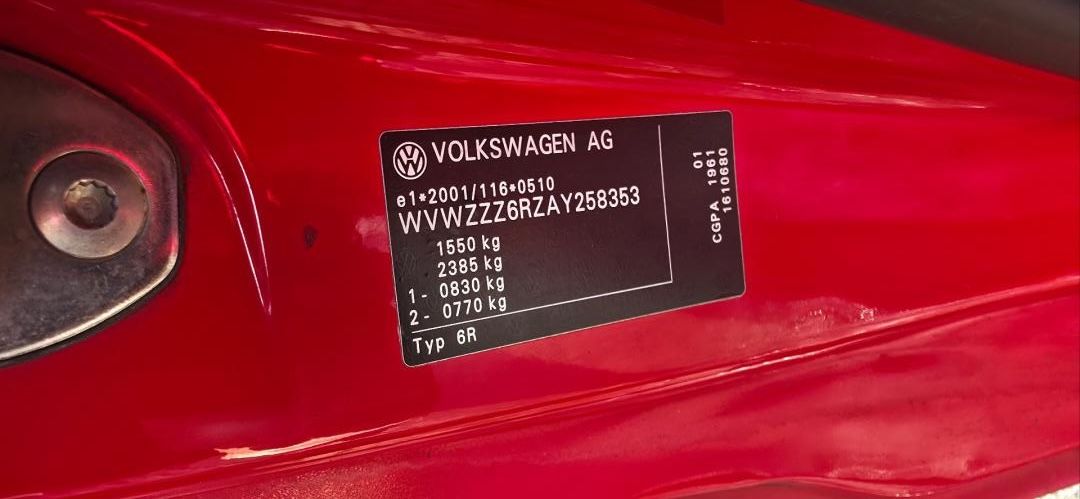 VOLKSWAGEN AG
e1*2001/116*0510
WVWZZZ6RZAY258353
1550 kg
2385 kg
1 - 0830 kg
2 - 0770 kg
Typ 6R
01
CGPA 1961
1610680